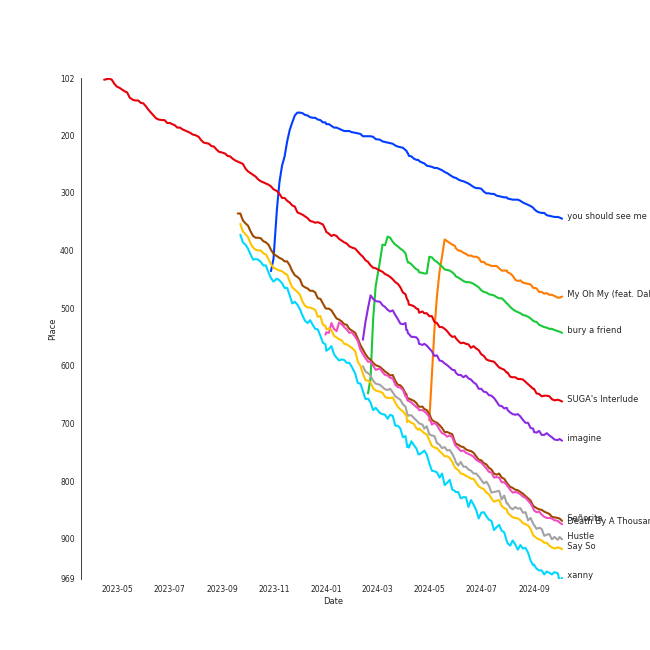 102
200
300
400
500
600
700
800
900
969
Place
2023-05
2023-07
2023-09
2023-11
2024-01
2024-03
2024-05
2024-07
2024-09
Date
you should see me
My Oh My (feat. Da
bury a friend
SUGA's Interlude
imagine
Señorita
Death By A Thousan
Hustle
Say So
xanny